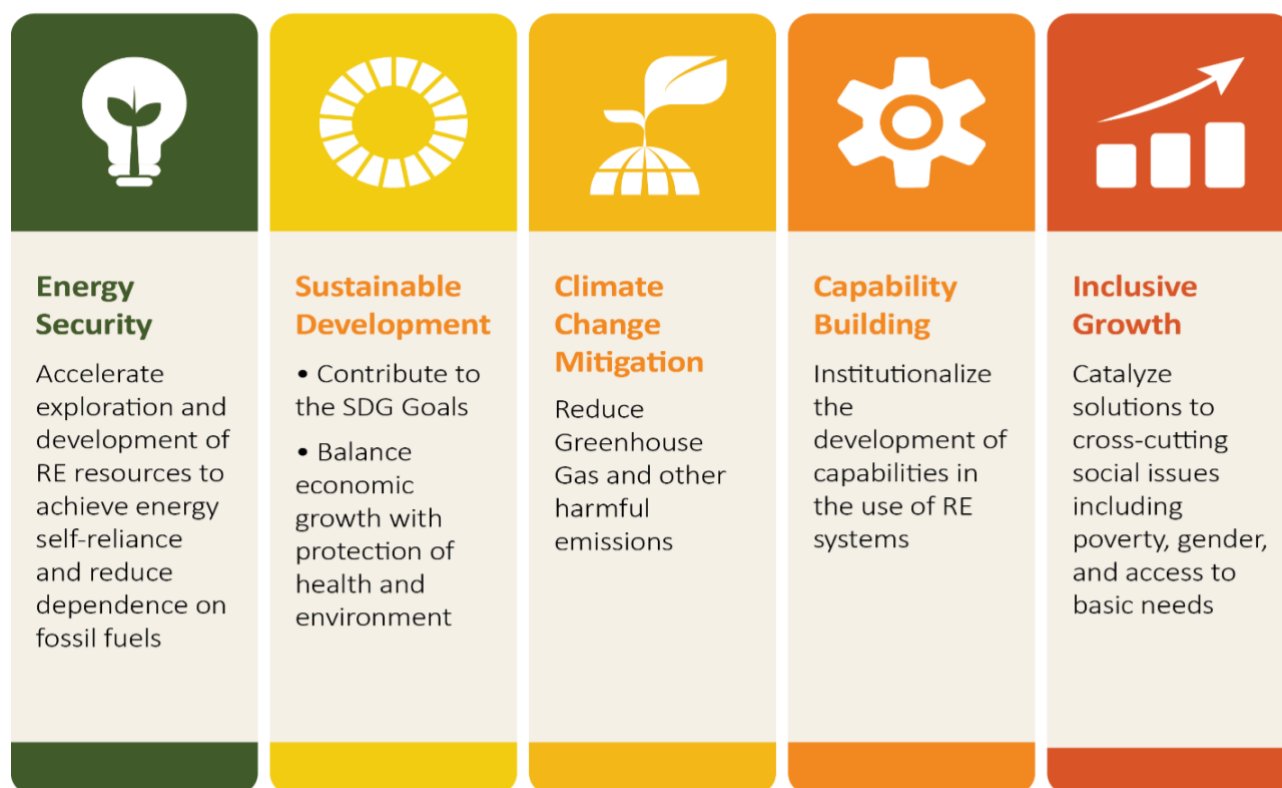 Energy
Security
Accelerate
exploration and
development of
RE resources to
achieve energy
self-reliance
and reduce
dependence on
fossil fuels
Sustainable
Development
• Contribute to
the SDG Goals
• Balance
economic
growth with
protection of
health and
environment
Climate
Change
Mitigation
Reduce
Greenhouse
Gas and other
harmful
emissions
Capability
Building
Institutionalize
the
development of
capabilities in
the use of RE
systems
Inclusive
Growth
Catalyze
solutions to
cross-cutting
social issues
including
poverty, gender,
and access to
basic needs